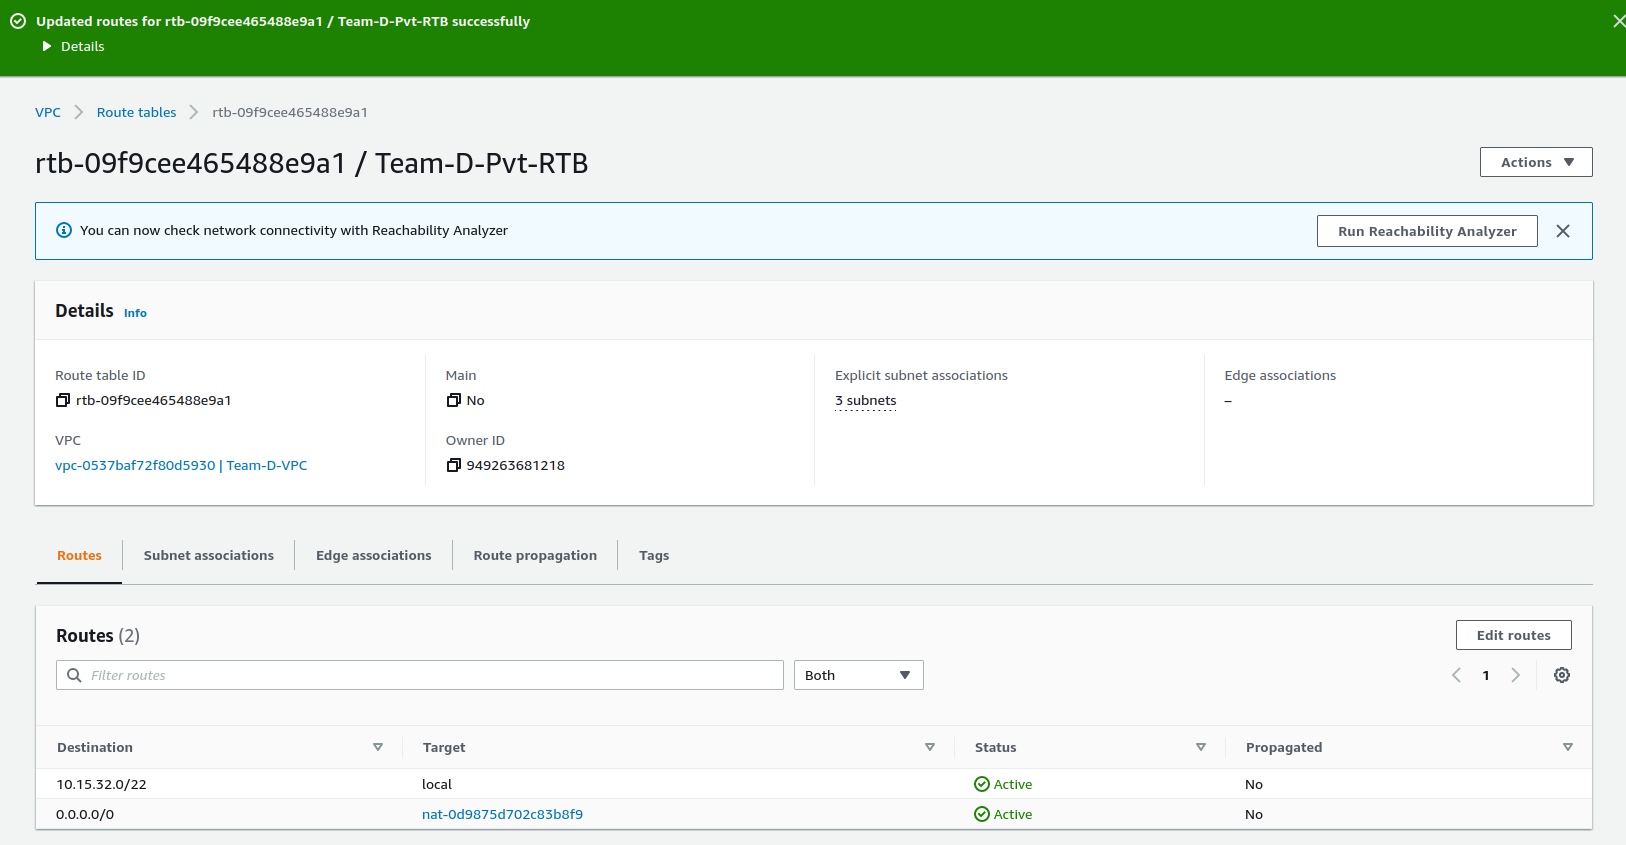 Updated routes for rtb-09f9cee465488e9a1 / Team-D-Pvt-RTB successfully
Details
VPC Route tables rtb-09f9cee465488e9a1
rtb-09f9cee465488e9a1 / Team-D-Pvt-RTB
Actions
You can now check network connectivity with Reachability Analyzer
Run Reachability Analyzer
Details Info
Route table ID
rtb-09f9cee465488e9a1
VPC
vpc-0537baf72f80d5930 | Team-D-VPC
Main
No
Owner ID
949263681218
Explicit subnet associations
3 subnets
Edge associations
–
Routes Subnet associations Edge associations Route propagation Tags
Routes (2)
Edit routes
Filter routes
Both
1
Destination Target Status Propagated
10.15.32.0/22 local Active No
0.0.0.0/0 nat-0d9875d702c83b8f9 Active No